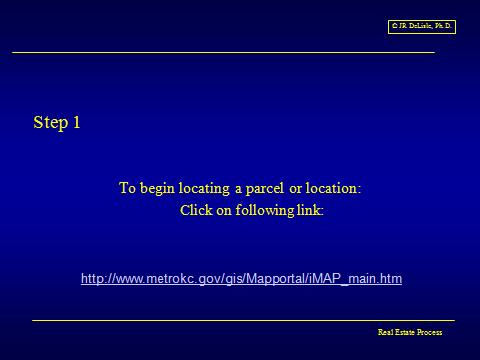 © JR DeLisle, Ph.D.
Step 1
To begin locating a parcel or location:
Click on following link:
http://www.metrokc.gov/gis/Mapportal/iMAP_main.htm
Real Estate Process